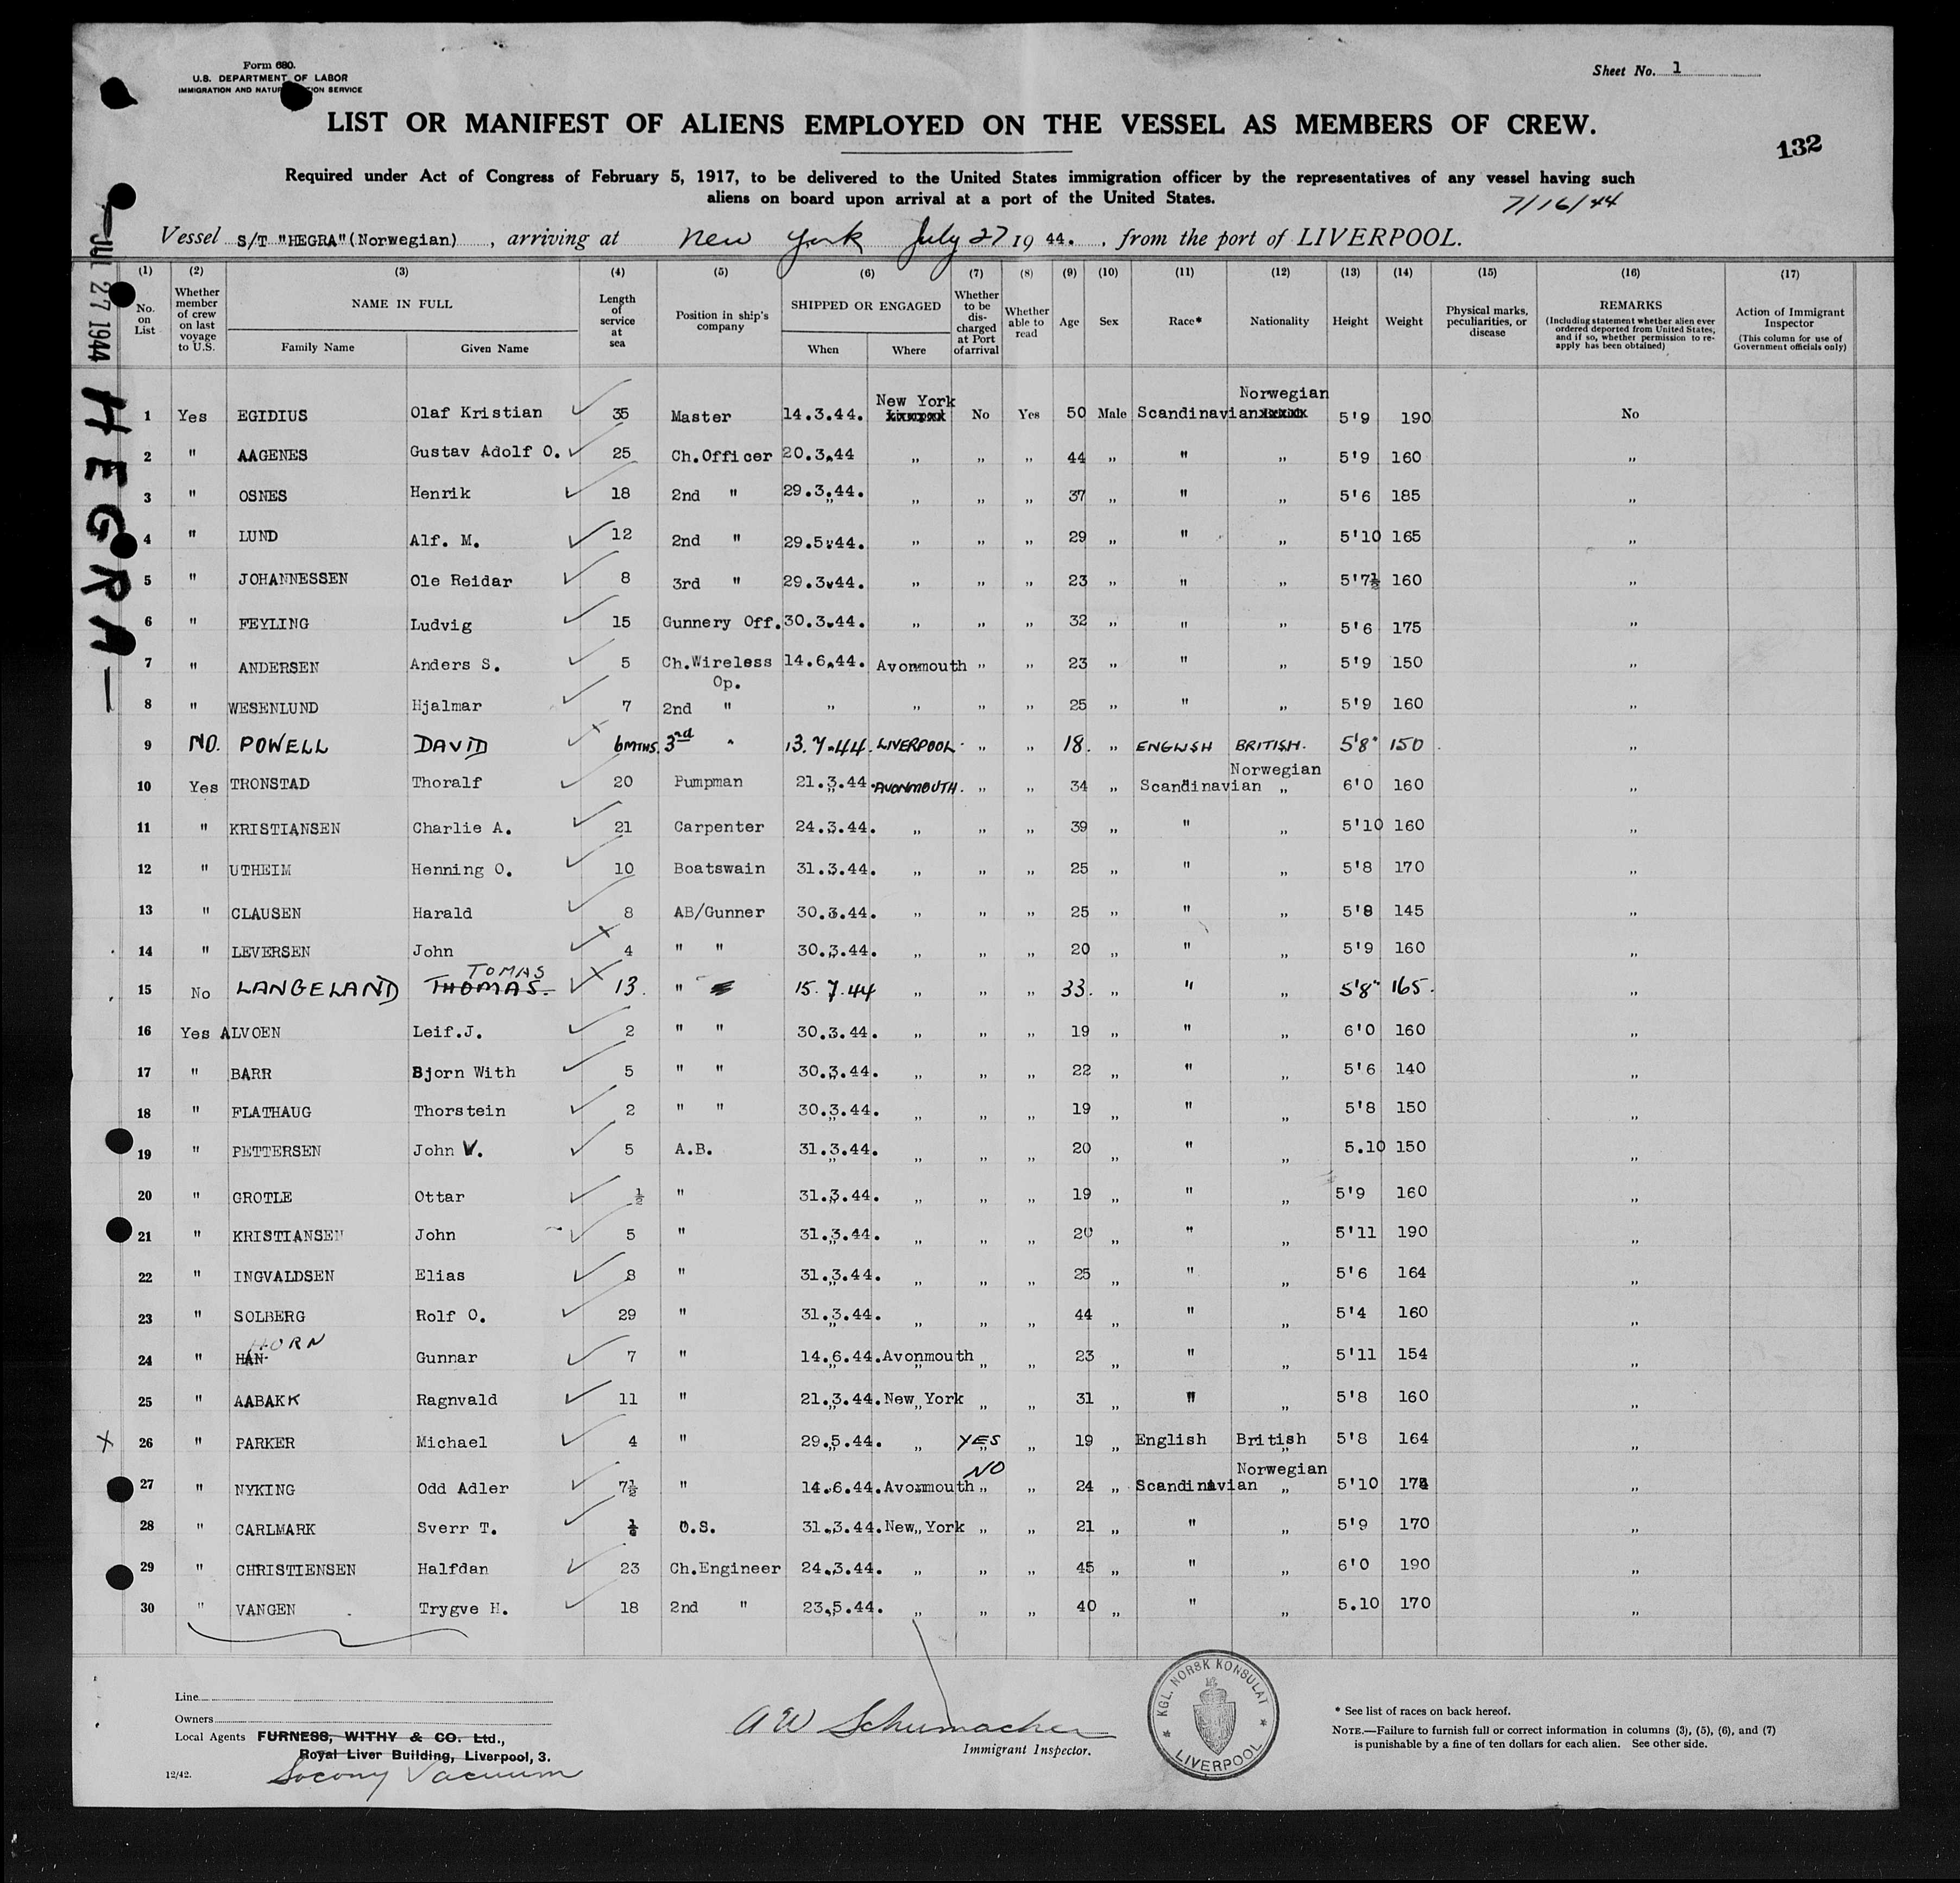 Form 680.
U.S. DEPARTMENT OF LABOR
IMMIGRATION AND NATURALIZATION SERVICE
Sheet No. 1
LIST OR MANIFEST OF ALIENS EMPLOYED ON THE VESSEL AS MEMBERS OF CREW.
132
Required under Act of Congress of February 5, 1917, to be delivered to the United States immigration officer by the representatives of any vessel having such
aliens on board upon arrival at a port of the United States.
7/16/44
Vessel S/T "HEGRA" (Norwegian), arriving at New York July 27 19 44., from the port of LIVERPOOL.
JUL 27 1944
HEGRA
(1) (2) (3) (4) (5) (6) (7) (8) (9) (10) (11) (12) (13) (14) (15) (16) (17)
No. on List
Whether member of crew on last voyage to U.S.
NAME IN FULL
Family Name Given Name
Length of service at sea
Position in ship's company
SHIPPED OR ENGAGED
When Where
Whether to be discharged at Port of arrival
Whether able to read
Age
Sex
Race*
Nationality
Height
Weight
Physical marks, peculiarities, or disease
REMARKS
(Including statement whether alien ever ordered deported from United States, and if so, whether permission to re-apply has been obtained)
Action of Immigrant Inspector
(This column for use of Government officials only)
1 Yes EGIDIUS Olaf Kristian 35 Master 14.3.44. New York No Yes 50 Male Scandinavian Norwegian 5'9 190 No
2 " AAGENES Gustav Adolf O. 25 Ch.Officer 20.3.44 " " " 44 " " " 5'9 160 "
3 " OSNES Henrik 18 2nd " 29.3.44. " " " 37 " " " 5'6 185 "
4 " LUND Alf. M. 12 2nd " 29.5.44. " " " 29 " " " 5'10 165 "
5 " JOHANNESSEN Ole Reidar 8 3rd " 29.3.44. " " " 23 " " " 5'7½ 160 "
6 " FEYLING Ludvig 15 Gunnery Off. 30.3.44. " " " 32 " " " 5'6 175 "
7 " ANDERSEN Anders S. 5 Ch.Wireless Op. 14.6.44. Avonmouth " " 23 " " " 5'9 150 "
8 " WESENLUND Hjalmar 7 2nd " " " " " 25 " " " 5'9 160 "
9 NO. POWELL DAVID 6 MTHS. 3rd " 13.7.44. LIVERPOOL. " " 18. " ENGLISH BRITISH. 5'8" 150 "
10 Yes TRONSTAD Thoralf 20 Pumpman 21.3.44. AVONMOUTH. " " 34 " Scandinavian Norwegian " 6'0 160 "
11 " KRISTIANSEN Charlie A. 21 Carpenter 24.3.44. " " " 39 " " " 5'10 160 "
12 " UTHEIM Henning O. 10 Boatswain 31.3.44. " " " 25 " " " 5'8 170 "
13 " CLAUSEN Harald 8 AB/Gunner 30.3.44. " " " 25 " " " 5'8 145 "
14 " LEVERSEN John 4 " " 30.3.44. " " " 20 " " " 5'9 160 "
15 No LANGELAND THOMAS. TOMAS 13. " 15.7.44 " " " 33. " " " 5'8" 165. "
16 Yes ALVOEN Leif.J. 2 " " 30.3.44. " " " 19 " " " 6'0 160 "
17 " BARR Bjorn With 5 " " 30.3.44. " " " 22 " " " 5'6 140 "
18 " FLATHAUG Thorstein 2 " " 30.3.44. " " " 19 " " " 5'8 150 "
19 " PETTERSEN John W. 5 A.B. 31.3.44. " " " 20 " " " 5.10 150 "
20 " GROTLE Ottar ½ " 31.3.44. " " " 19 " " " 5'9 160 "
21 " KRISTIANSEN John 5 " 31.3.44. " " " 20 " " " 5'11 190 "
22 " INGVALDSEN Elias 8 " 31.3.44. " " " 25 " " " 5'6 164 "
23 " SOLBERG Rolf O. 29 " 31.3.44. " " " 44 " " " 5'4 160 "
24 " HAN HORN Gunnar 7 " 14.6.44. Avonmouth " " 23 " " " 5'11 154 "
25 " AABAKK Ragnvald 11 " 21.3.44. New York " " 31 " " " 5'8 160 "
X 26 " PARKER Michael 4 " 29.5.44. " YES " 19 " English British 5'8 164 "
27 " NYKING Odd Adler 7½ " 14.6.44. Avonmouth NO " " 24 " Scandinavian Norwegian " 5'10 "
28 " CARLMARK Sverr T. O.S. 31.3.44. New York " " 21 " " " 5'9 170 "
29 " CHRISTIENSEN Halfdan 23 Ch.Engineer 24.3.44. " " " 45 " " " 6'0 190 "
30 " VANGEN Trygve H. 18 2nd " 23.5.44. " " " 40 " " " 5.10 170 "
Line
Owners
Local Agents FURNESS, WITHY & CO. Ltd.,
Royal Liver Building, Liverpool, 3.
Socony Vacuum
12/42.
A W Schumacher
Immigrant Inspector.
KGL. NORSK KONSULAT
* LIVERPOOL *
* See list of races on back hereof.
NOTE.—Failure to furnish full or correct information in columns (3), (5), (6), and (7)
is punishable by a fine of ten dollars for each alien. See other side.